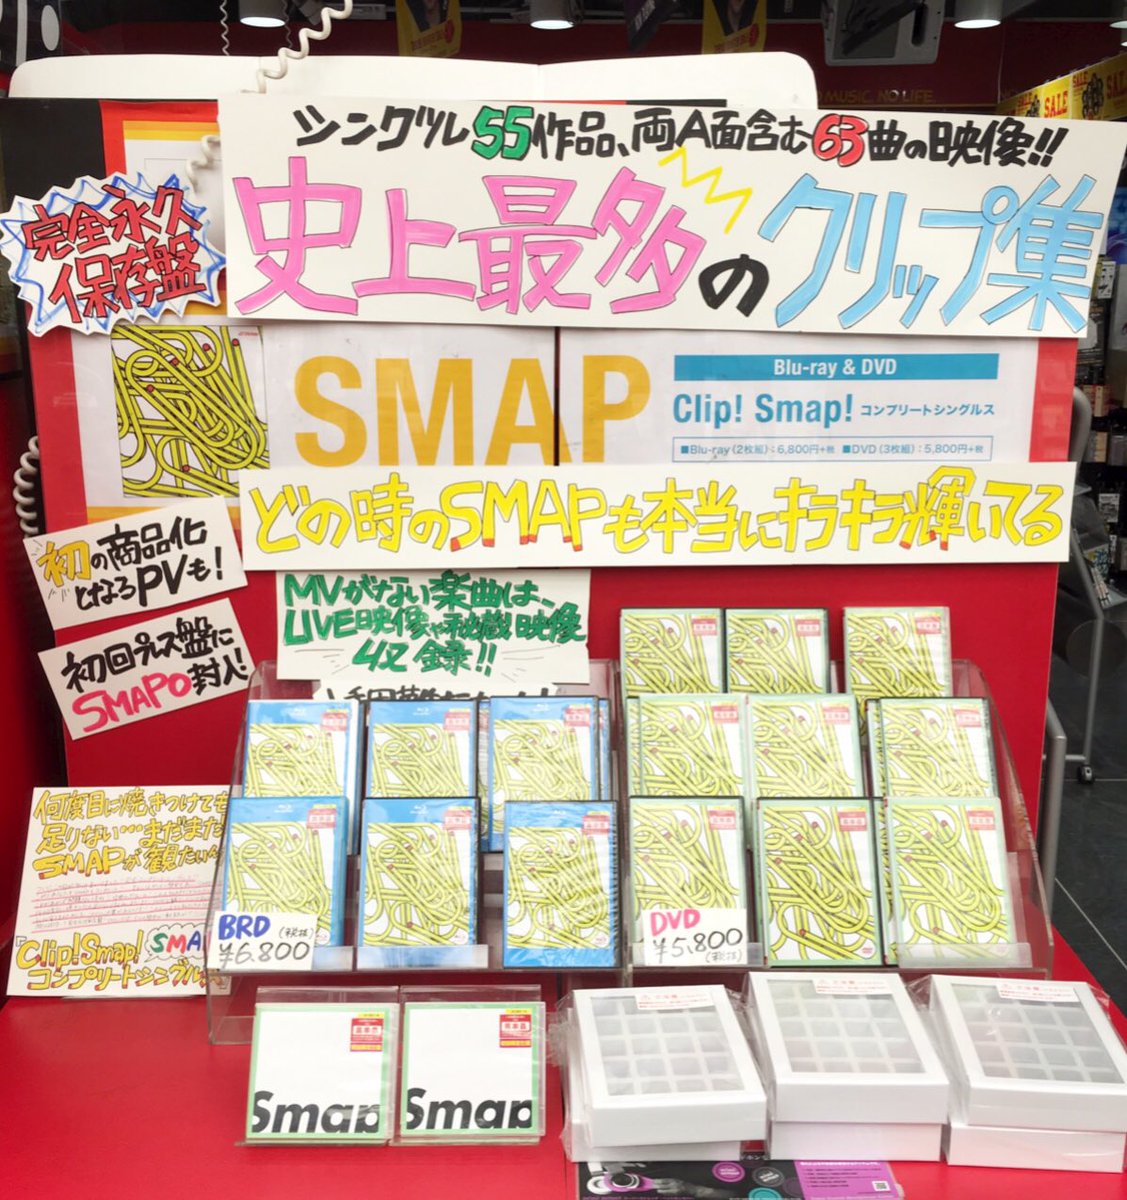 MUSIC. NO LIFE.
SALE
SALE
シングル55作品、両A面含む63曲の映像!!
史上最多のクリップ集
完全永久
保存盤
SMAP
Blu-ray & DVD
Clip! Smap! コンプリートシングルス
■Blu-ray(2枚組):6,800円+税 ■DVD(3枚組):5,800円+税
どの時のSMAPも本当にキラキラ輝いてる
初の商品化
となるPVも!
初回プレス盤に
SMAPO封入!
MVがない楽曲は、
LIVE映像や秘蔵映像
収録!!
何度目に焼きつけても
足りない…まだまだ
SMAPが観たい
『Clip! Smap! SMA
コンプリートシングルス
BRD (税抜)
¥6.800
DVD
¥5,800
(税抜)
Smap
Smap